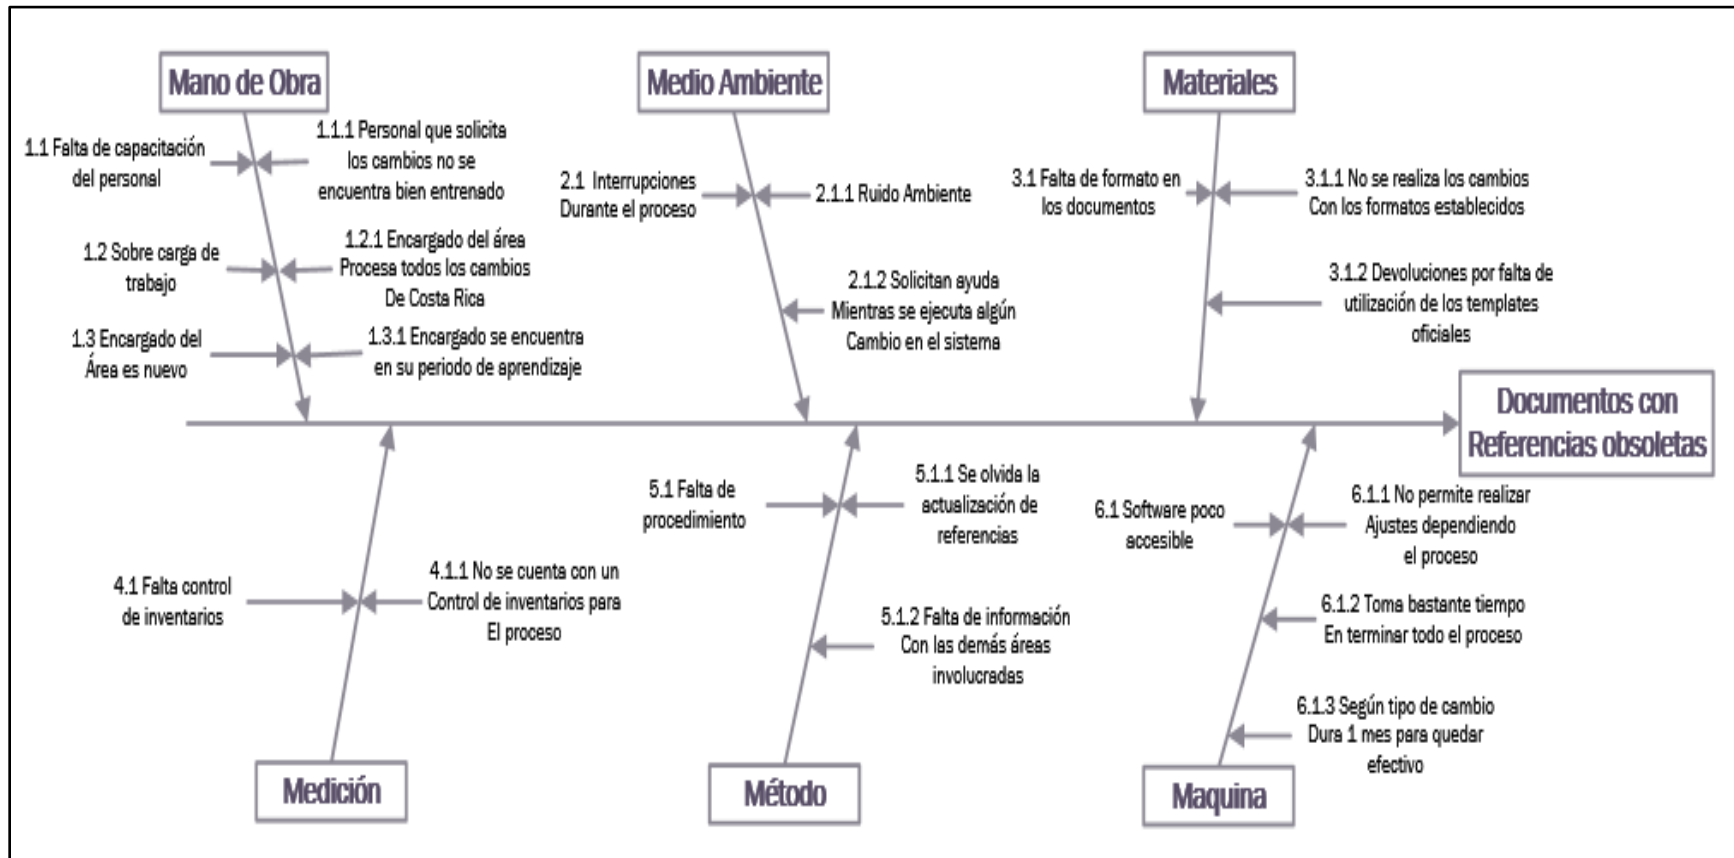 Mano de Obra
Medio Ambiente
Materiales
1.1 Falta de capacitación
del personal
1.1.1 Personal que solicita
los cambios no se
encuentra bien entrenado
1.2 Sobre carga de
trabajo
1.2.1 Encargado del área
Procesa todos los cambios
De Costa Rica
1.3 Encargado del
Área es nuevo
1.3.1 Encargado se encuentra
en su periodo de aprendizaje
2.1 Interrupciones
Durante el proceso
2.1.1 Ruido Ambiente
2.1.2 Solicitan ayuda
Mientras se ejecuta algún
Cambio en el sistema
3.1 Falta de formato en
los documentos
3.1.1 No se realiza los cambios
Con los formatos establecidos
3.1.2 Devoluciones por falta de
utilización de los templates
oficiales
Documentos con
Referencias obsoletas
4.1 Falta control
de inventarios
4.1.1 No se cuenta con un
Control de inventarios para
El proceso
5.1 Falta de
procedimiento
5.1.1 Se olvida la
actualización de
referencias
5.1.2 Falta de información
Con las demás áreas
involucradas
6.1 Software poco
accesible
6.1.1 No permite realizar
Ajustes dependiendo
el proceso
6.1.2 Toma bastante tiempo
En terminar todo el proceso
6.1.3 Según tipo de cambio
Dura 1 mes para quedar
efectivo
Medición
Método
Maquina